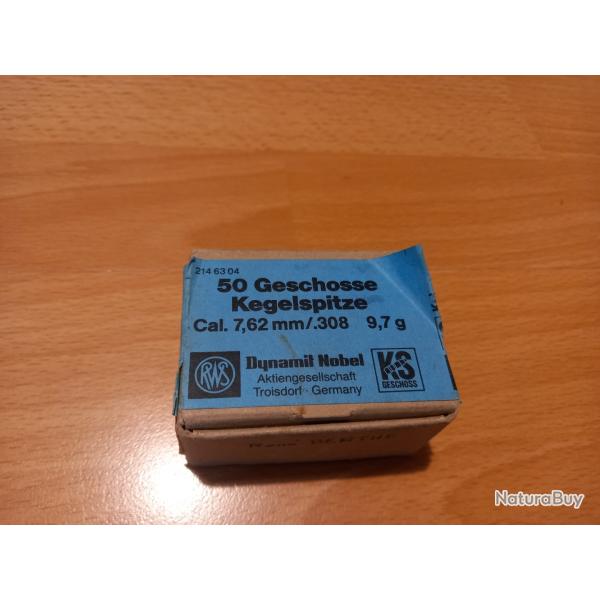 214 63 04
50 Geschosse
Kegelspitze
Cal. 7,62 mm/.308 9,7 g
RWS
Dynamit Nobel
Aktiengesellschaft
Troisdorf · Germany
KS
GESCHOSS
NaturaBuy